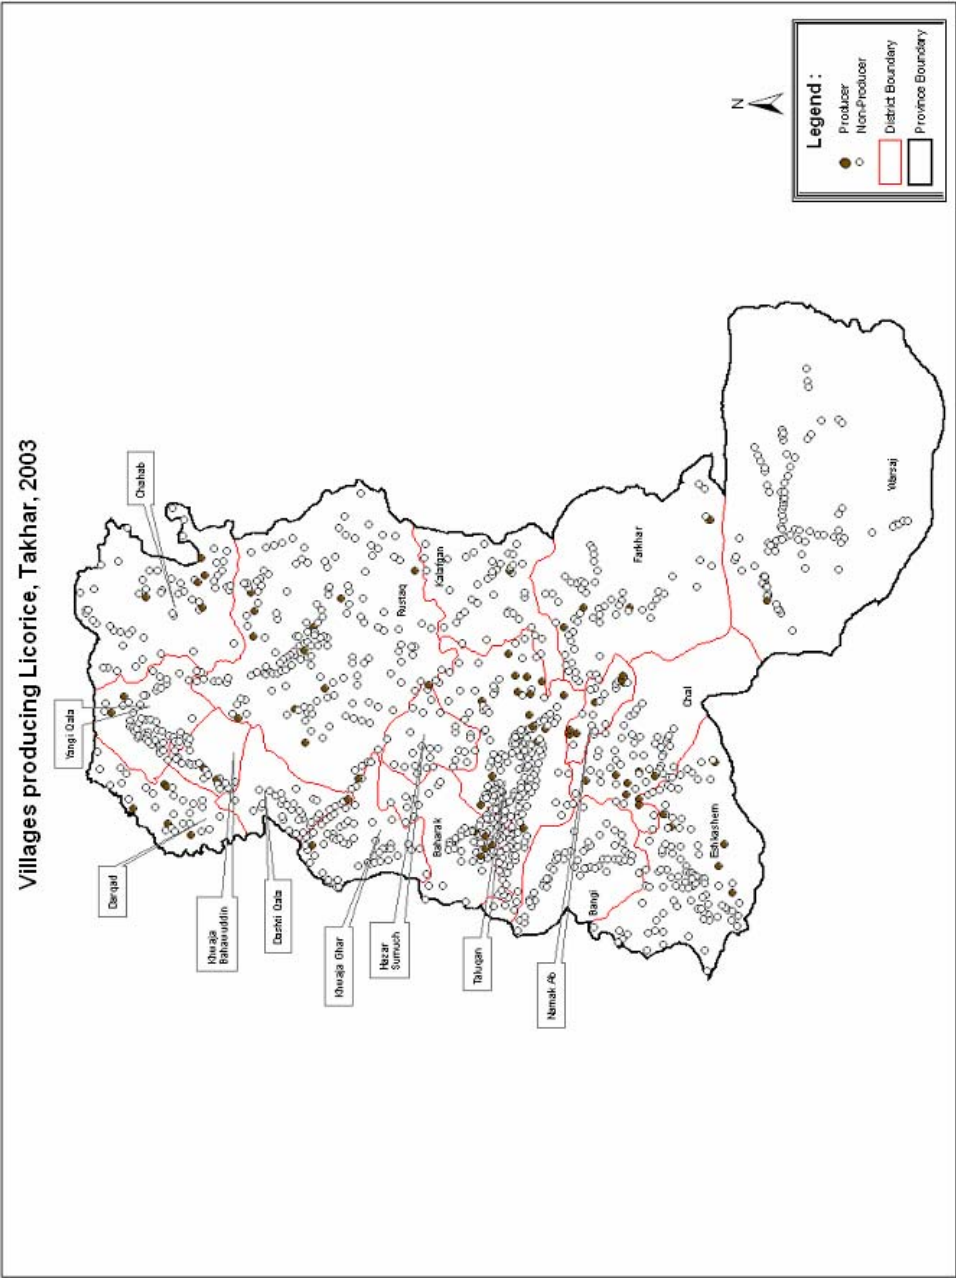 Villages producing Licorice, Takhar, 2003
N
Legend :
Producer
Non-Producer
District Boundary
Province Boundary
Chahab
Yangi Qala
Darqad
Khwaja
Bahawuddin
Dashti Qala
Khwaja Ghar
Hazar
Sumuch
Taluqan
Namak Ab
Rustaq
Kalafgan
Farkhar
Warsaj
Chal
Eshkashem
Bangi
Baharak